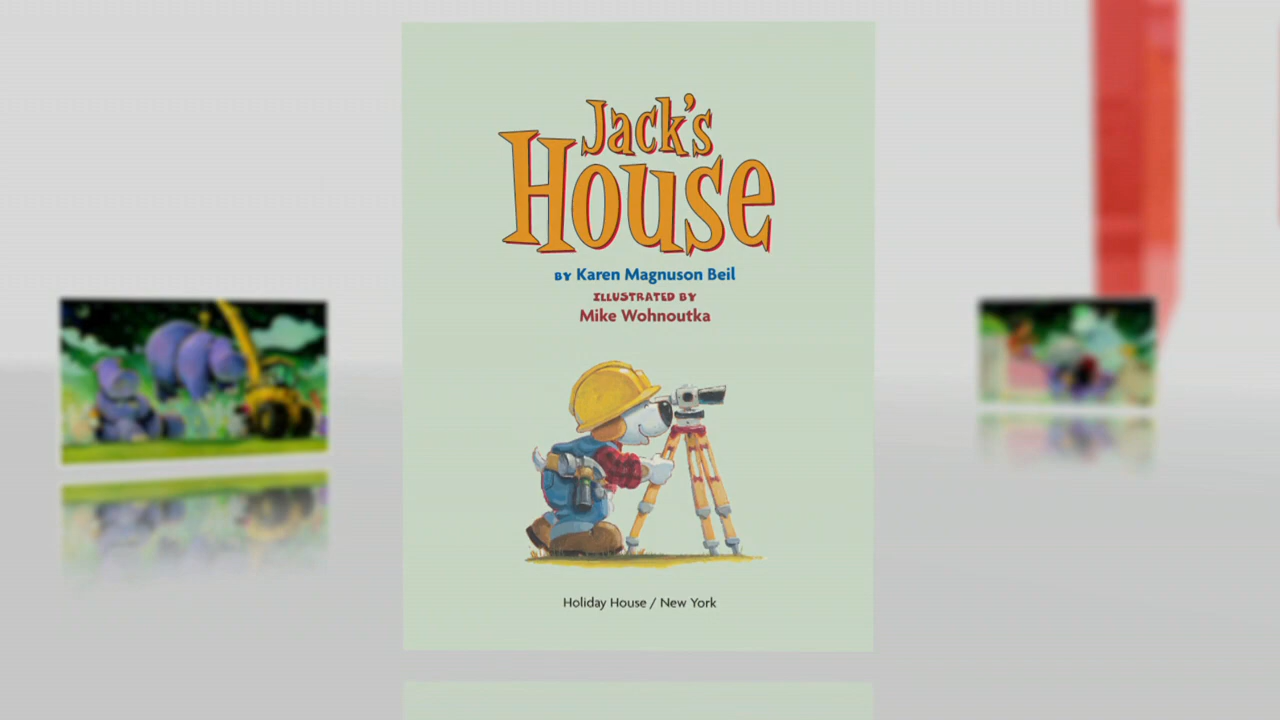 Jack's
House
BY Karen Magnuson Beil
ILLUSTRATED BY
Mike Wohnoutka
Holiday House / New York